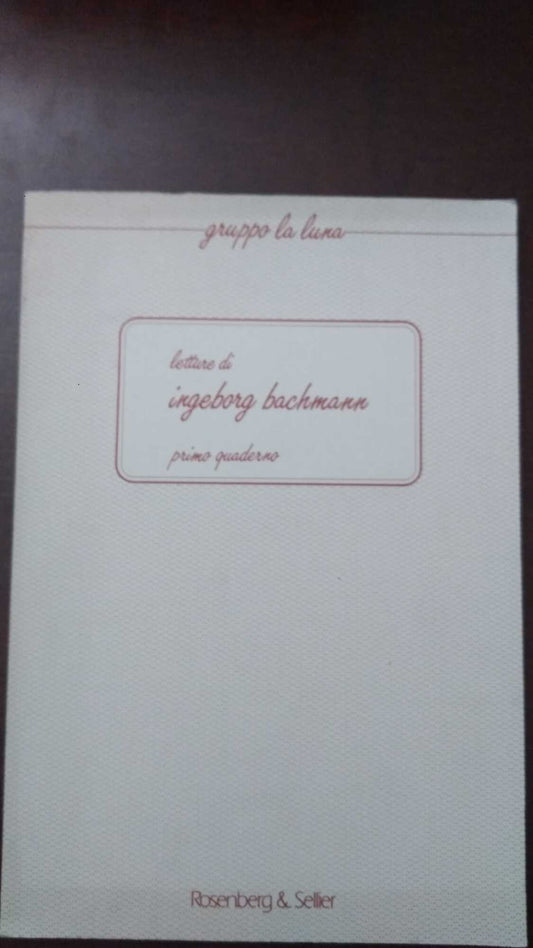 gruppo la luna
letture di
ingeborg bachmann
primo quaderno
Rosenberg & Sellier